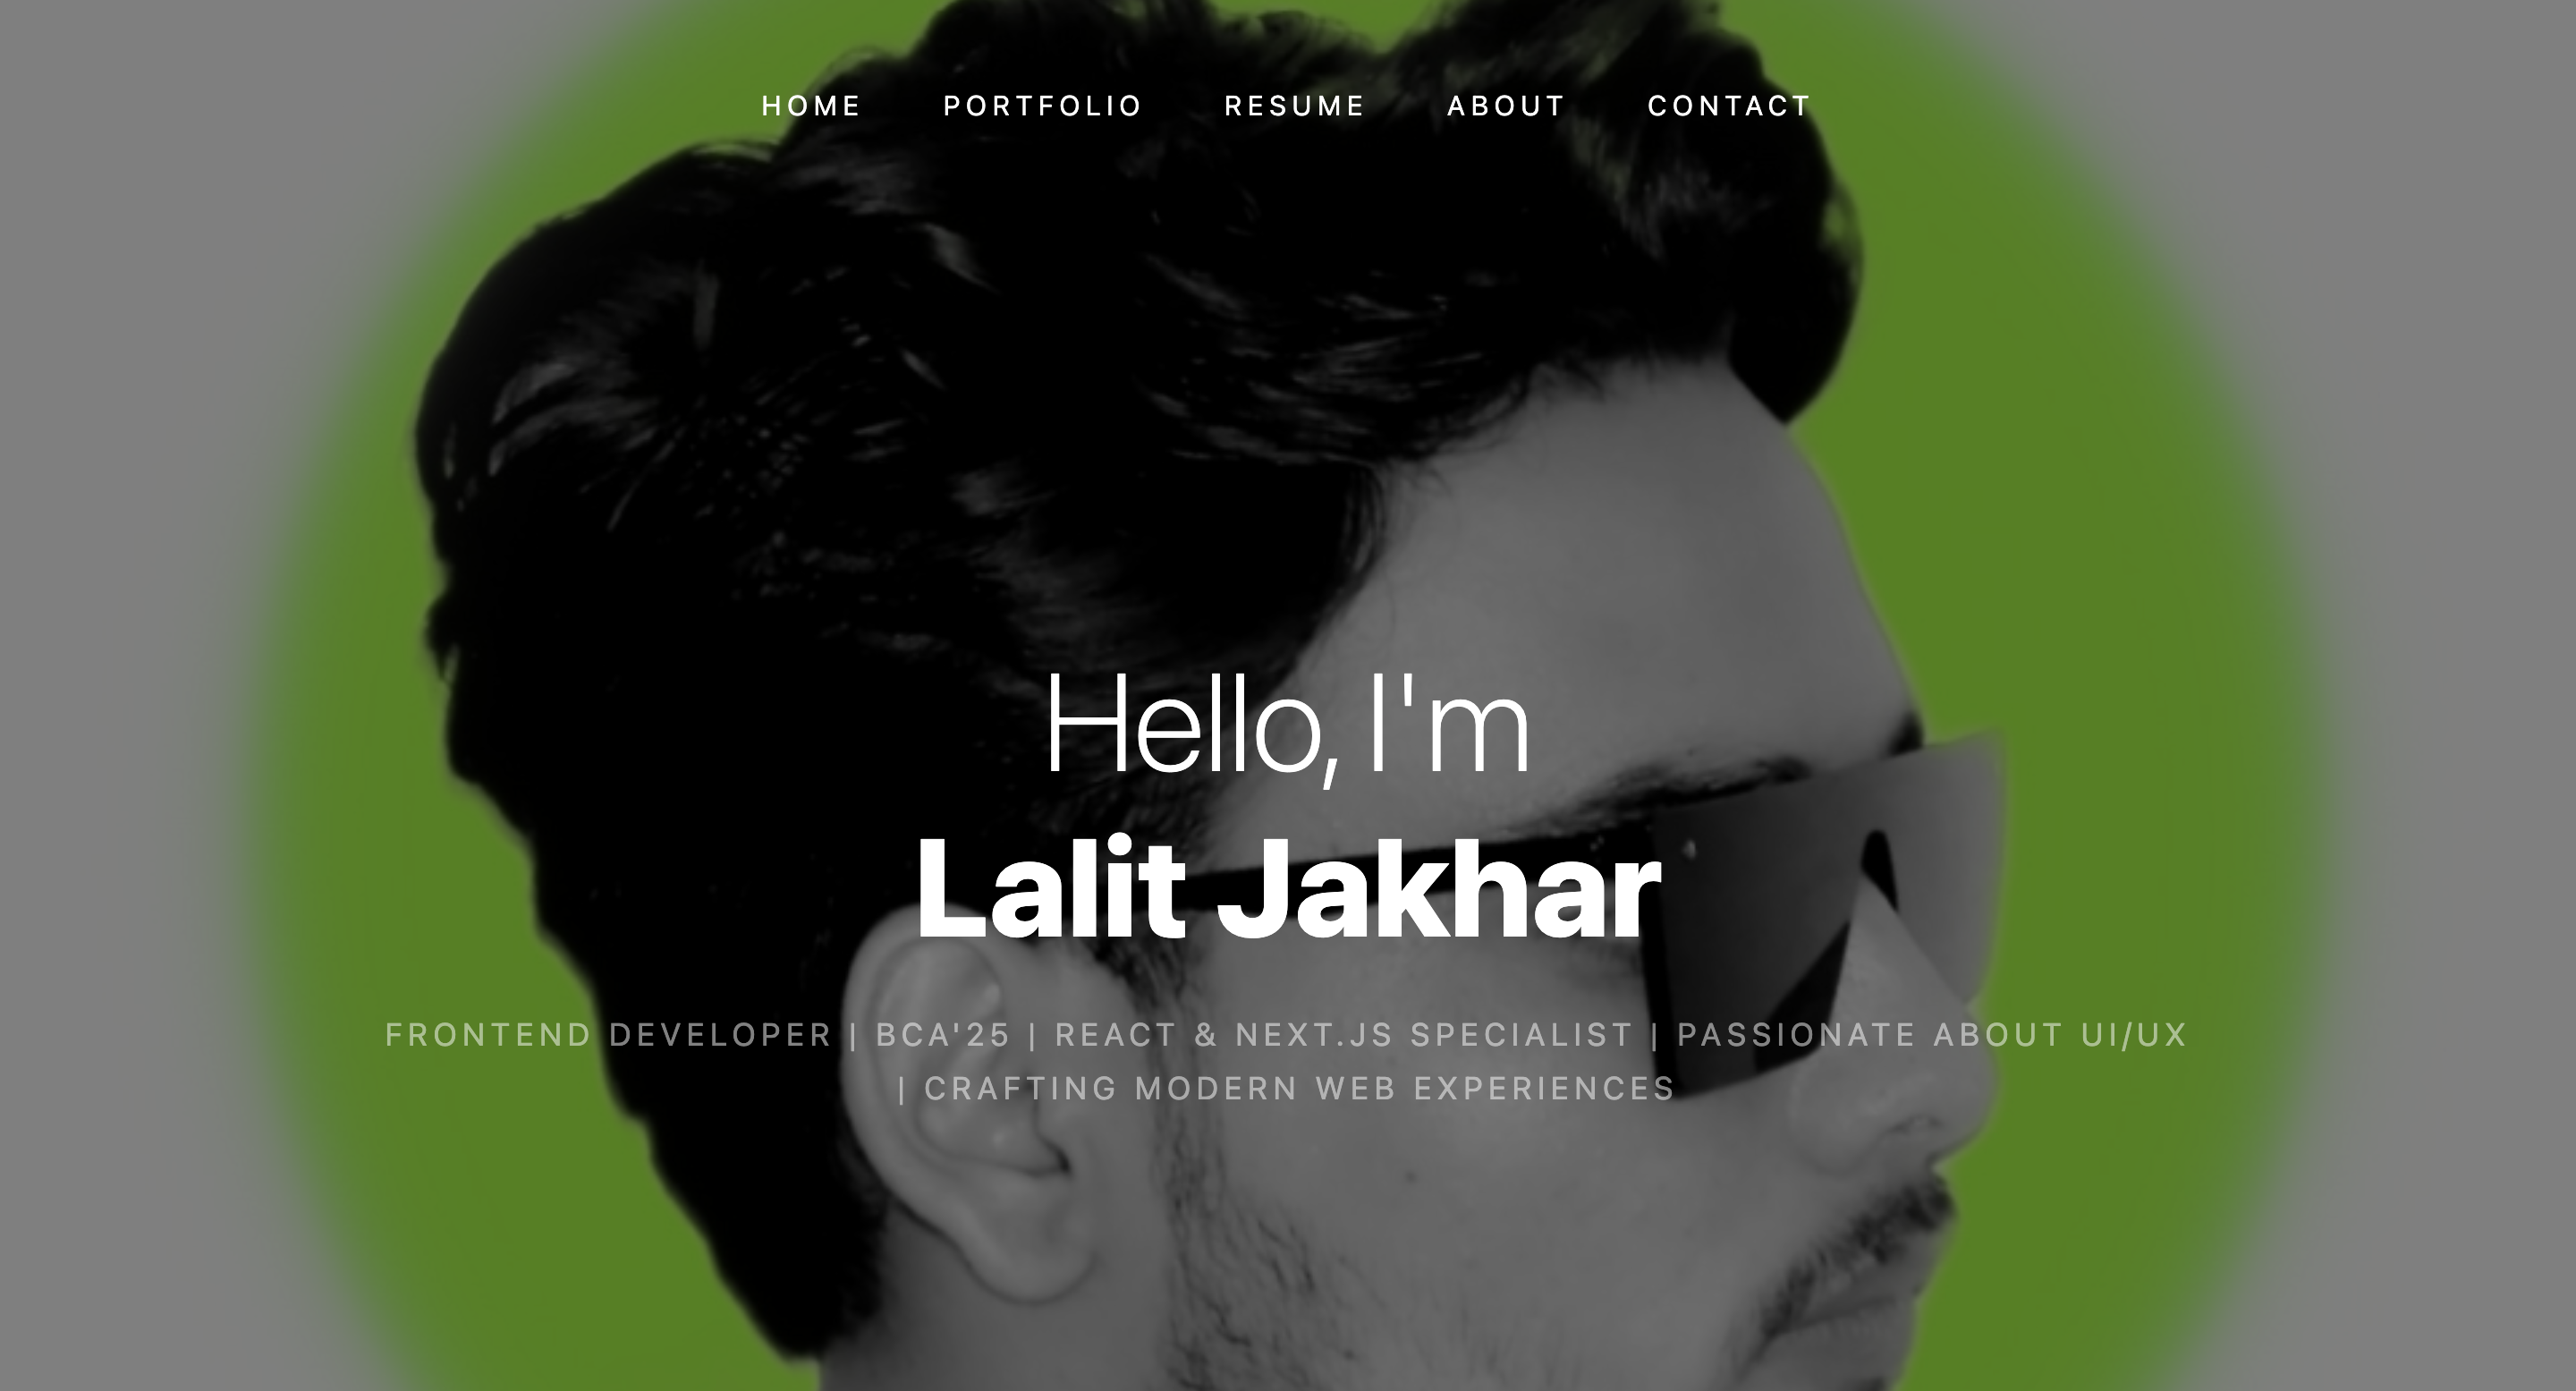 HOME PORTFOLIO RESUME ABOUT CONTACT
Hello, I'm
Lalit Jakhar
FRONTEND DEVELOPER | BCA'25 | REACT & NEXT.JS SPECIALIST | PASSIONATE ABOUT UI/UX
| CRAFTING MODERN WEB EXPERIENCES